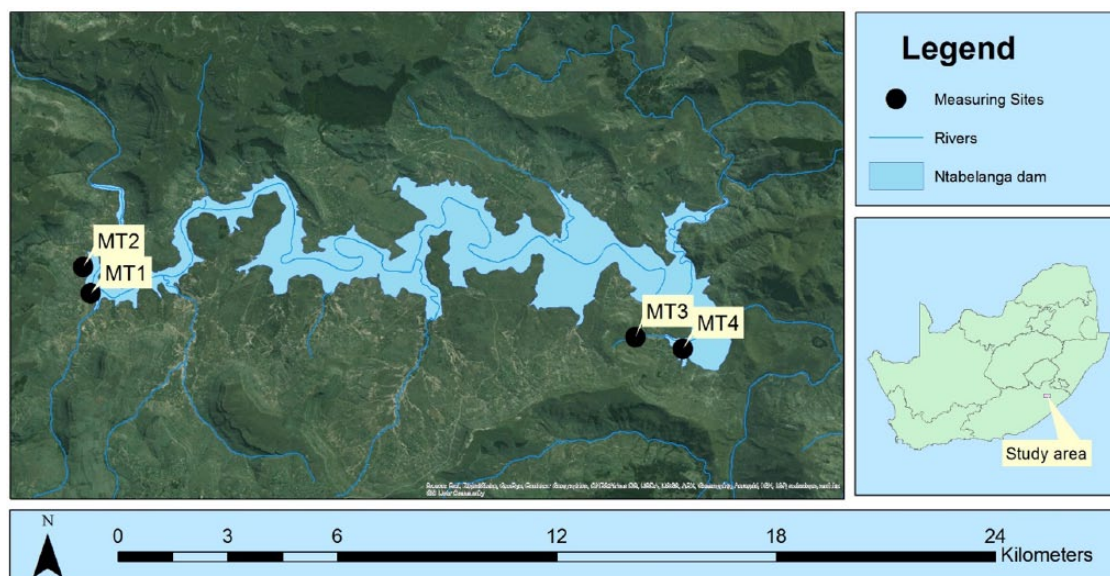 MT2
MT1
MT3
MT4
Legend
Measuring Sites
Rivers
Ntabelanga dam
Study area
N
0
3
6
12
18
24
Kilometers